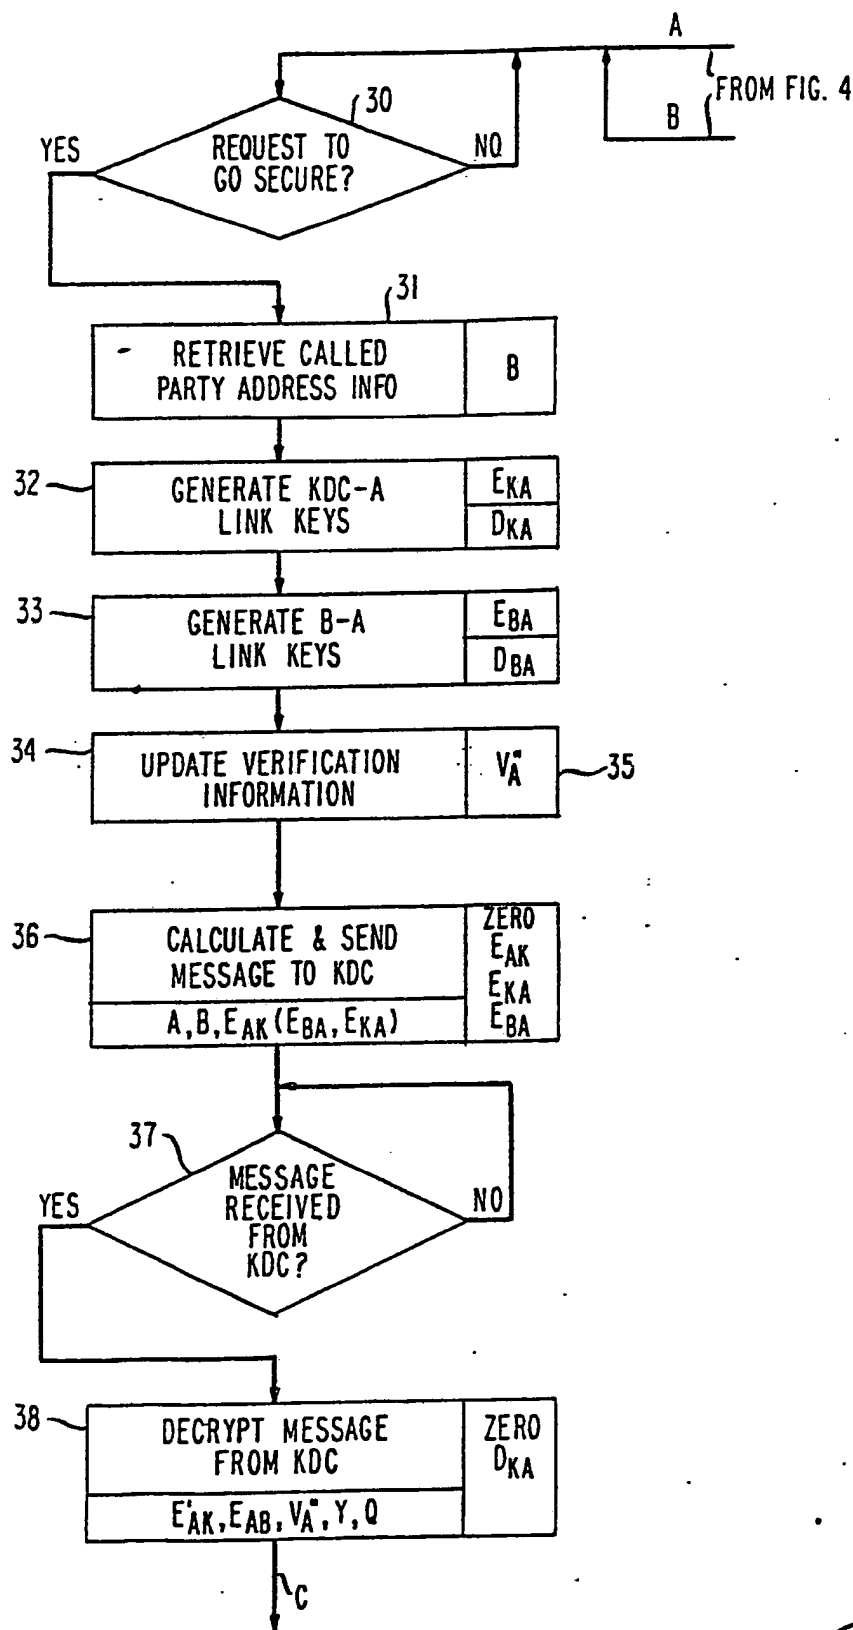 A
FROM FIG. 4
B
30
YES
REQUEST TO
GO SECURE?
NO
31
RETRIEVE CALLED
PARTY ADDRESS INFO
B
32
GENERATE KDC-A
LINK KEYS
EKA
DKA
33
GENERATE B-A
LINK KEYS
EBA
DBA
34
UPDATE VERIFICATION
INFORMATION
VA"
35
36
CALCULATE & SEND
MESSAGE TO KDC
A, B, EAK (EBA, EKA)
ZERO
EAK
EKA
EBA
37
YES
MESSAGE
RECEIVED
FROM
KDC?
NO
38
DECRYPT MESSAGE
FROM KDC
E'AK, EAB, VA", Y, Q
ZERO
DKA
C